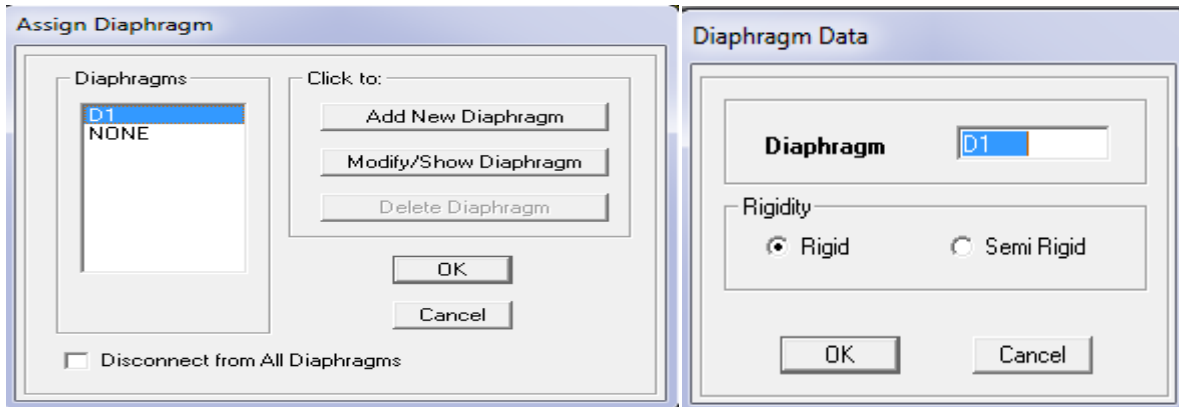 Assign Diaphragm
Diaphragms
D1
NONE
Click to:
Add New Diaphragm
Modify/Show Diaphragm
Delete Diaphragm
OK
Cancel
Disconnect from All Diaphragms
Diaphragm Data
Diaphragm
D1
Rigidity
Rigid
Semi Rigid
OK
Cancel